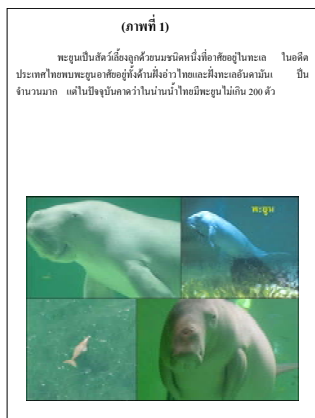 (ภาพที่ 1)
พะยูนเป็นสัตว์เลี้ยงลูกด้วยนมชนิดหนึ่งที่อาศัยอยู่ในทะเล ในอดีต
ประเทศไทยพบพะยูนอาศัยอยู่ทั้งด้านฝั่งอ่าวไทยและฝั่งทะเลอันดามัน เป็น
จำนวนมาก แต่ในปัจจุบันคาดว่าในน่านน้ำไทยมีพะยูนไม่เกิน 200 ตัว
พะยูน